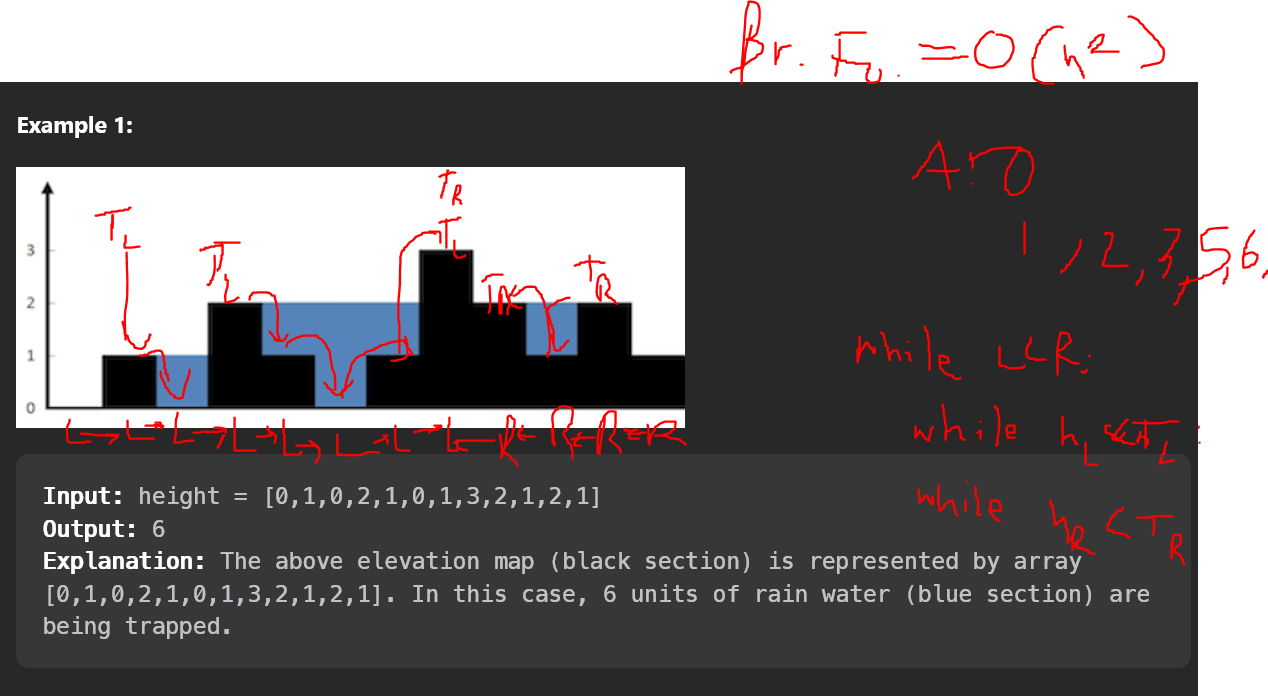 Br. Fo. = O(n²)
Example 1:
A: 0
1, 2, 3, 5, 6,
T_L
T_L
T_R
T_L
T_R
T_R
3
2
1
0
while L < R:
L → L → L → L → L → L → L → L ← R ← R ← R ← R
while h_L < T_L:
while h_R < T_R
Input: height = [0,1,0,2,1,0,1,3,2,1,2,1]
Output: 6
Explanation: The above elevation map (black section) is represented by array
[0,1,0,2,1,0,1,3,2,1,2,1]. In this case, 6 units of rain water (blue section) are
being trapped.